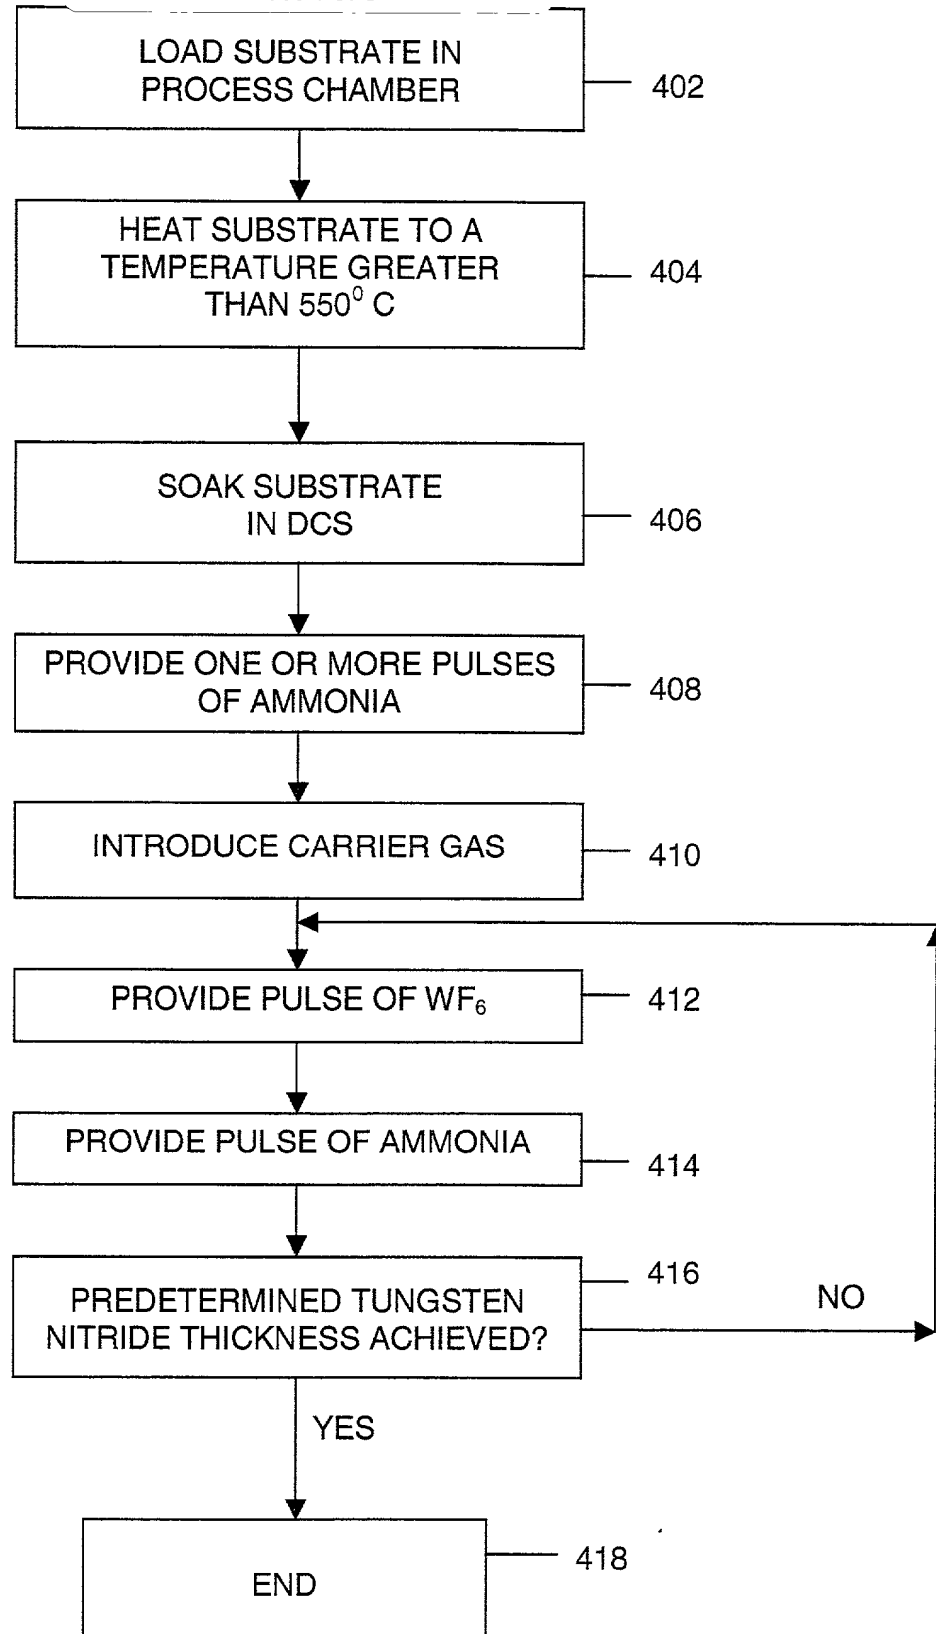 LOAD SUBSTRATE IN
PROCESS CHAMBER
402
HEAT SUBSTRATE TO A
TEMPERATURE GREATER
THAN 550⁰ C
404
SOAK SUBSTRATE
IN DCS
406
PROVIDE ONE OR MORE PULSES
OF AMMONIA
408
INTRODUCE CARRIER GAS
410
PROVIDE PULSE OF WF₆
412
PROVIDE PULSE OF AMMONIA
414
PREDETERMINED TUNGSTEN
NITRIDE THICKNESS ACHIEVED?
416
NO
YES
END
418